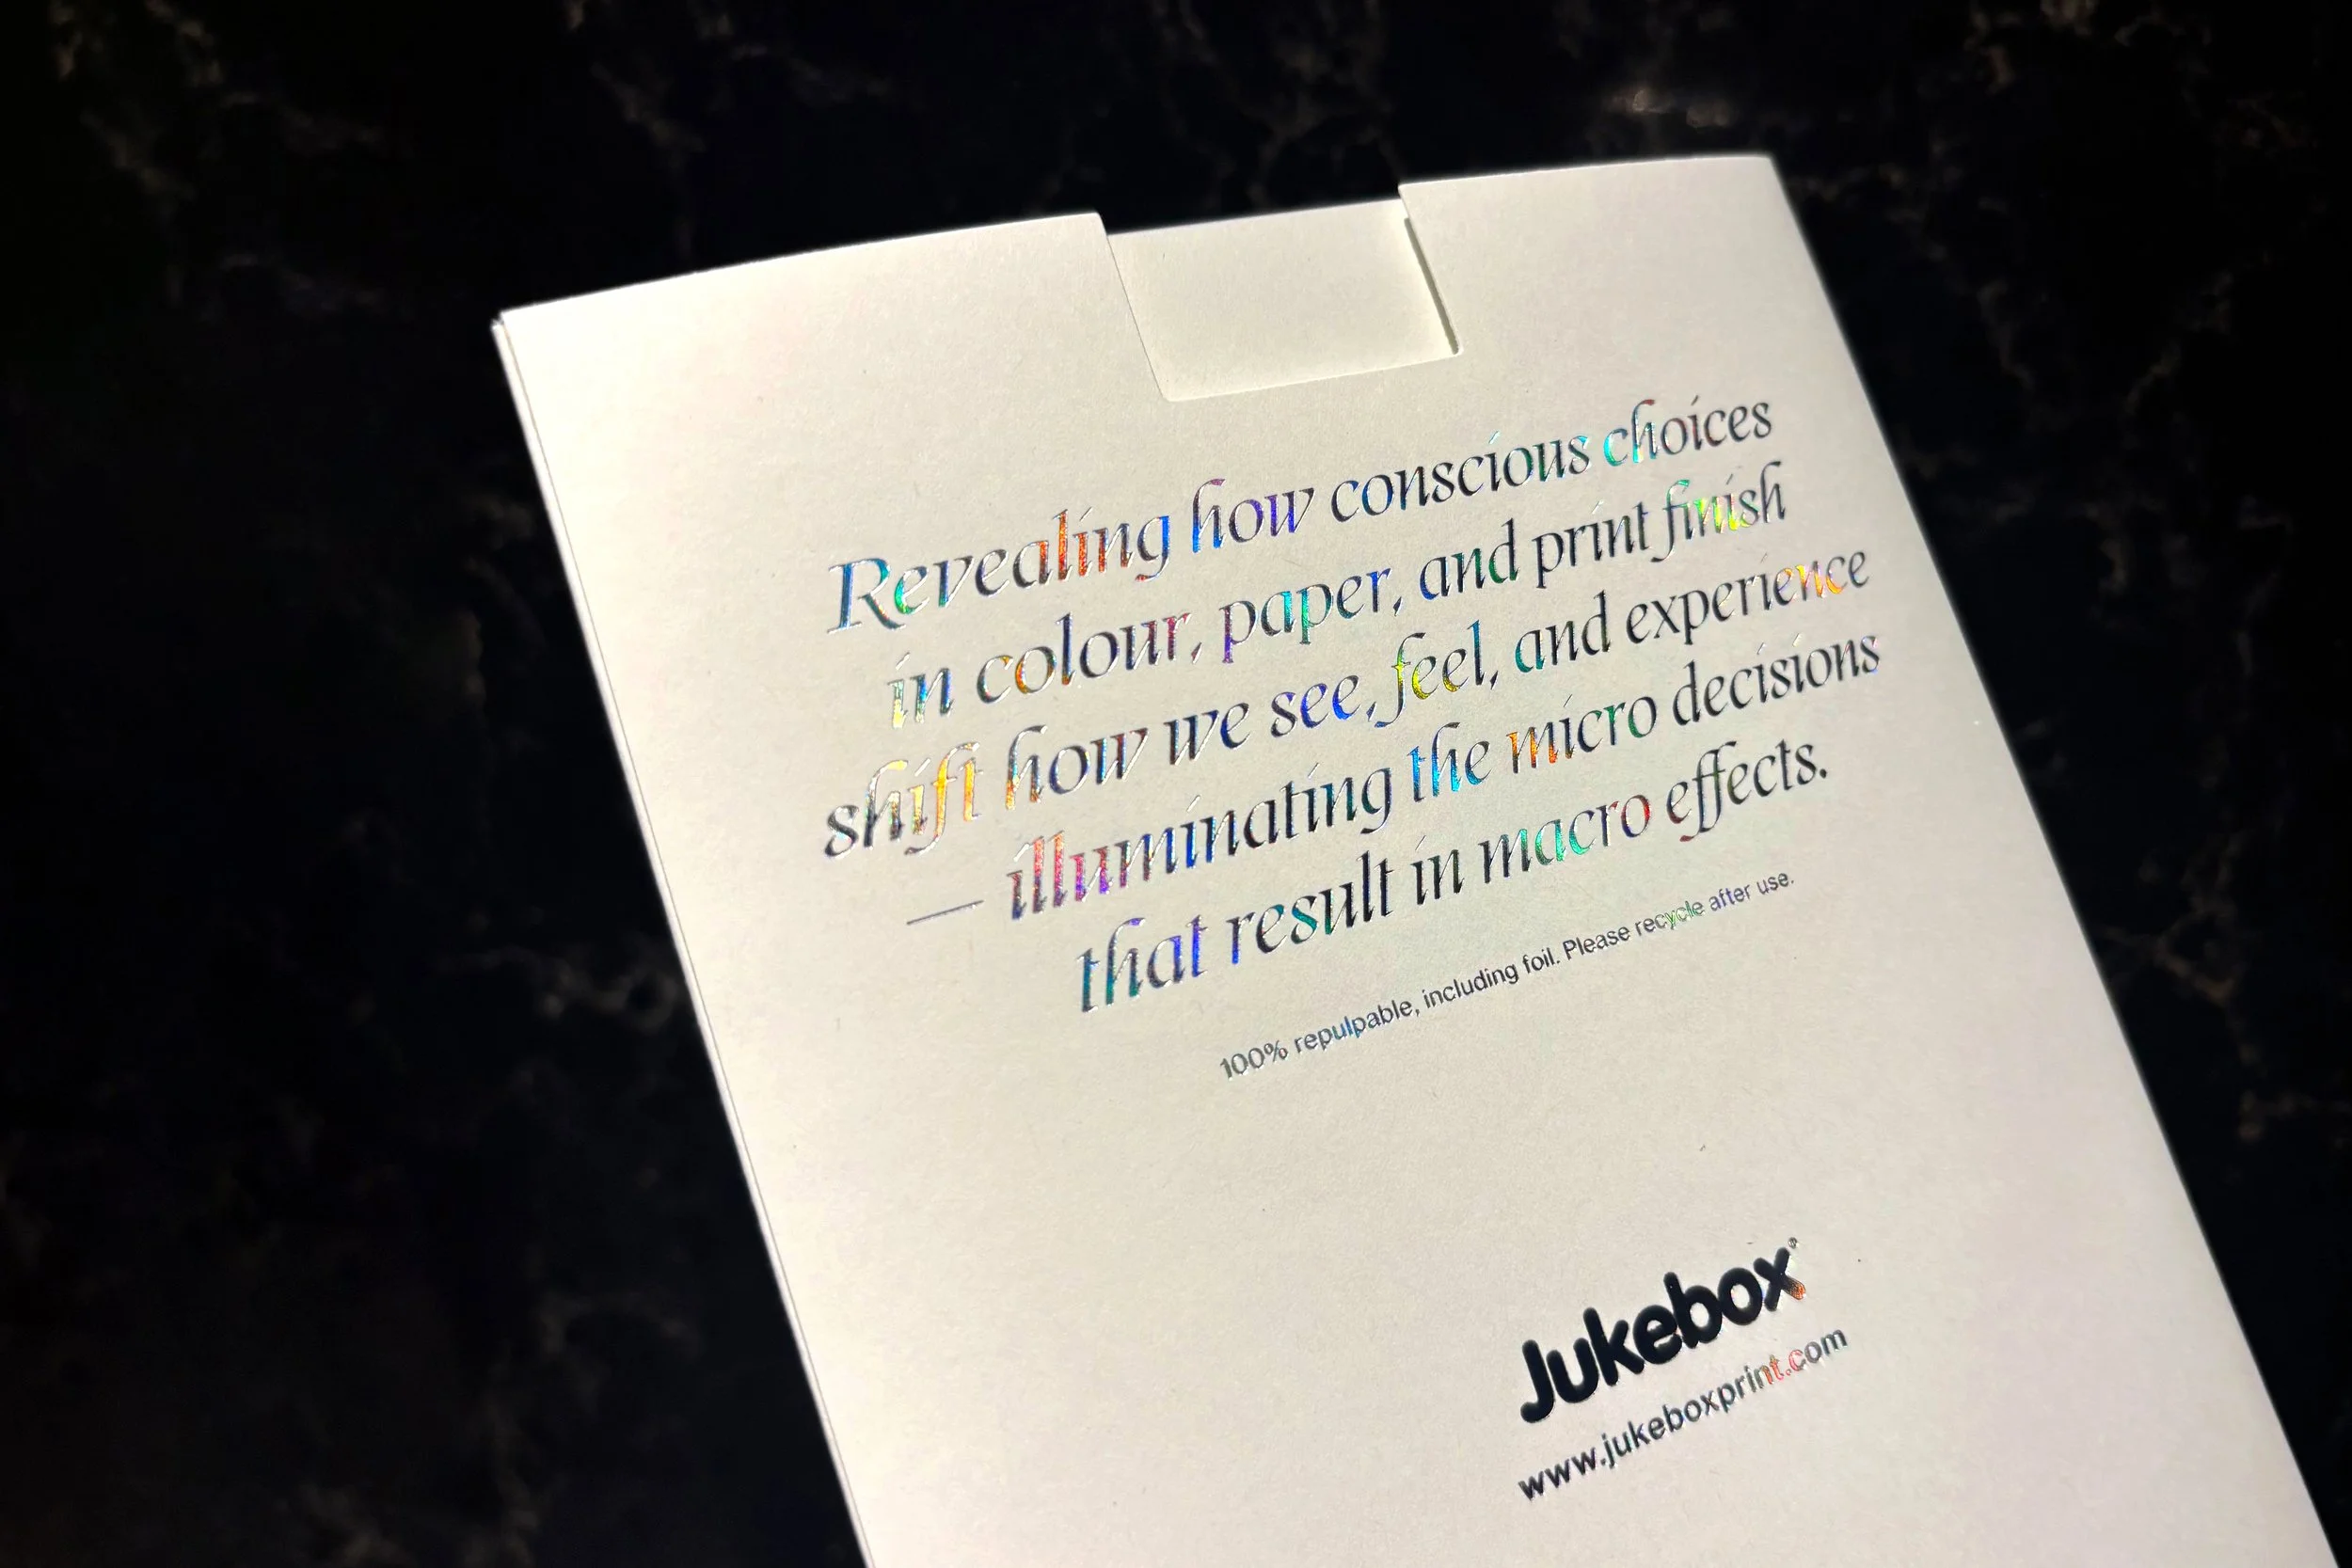 Revealing how conscious choices
in colour, paper, and print finish
shift how we see, feel, and experience
— illuminating the micro decisions
that result in macro effects.
100% repulpable, including foil. Please recycle after use.
Jukebox®
www.jukeboxprint.com